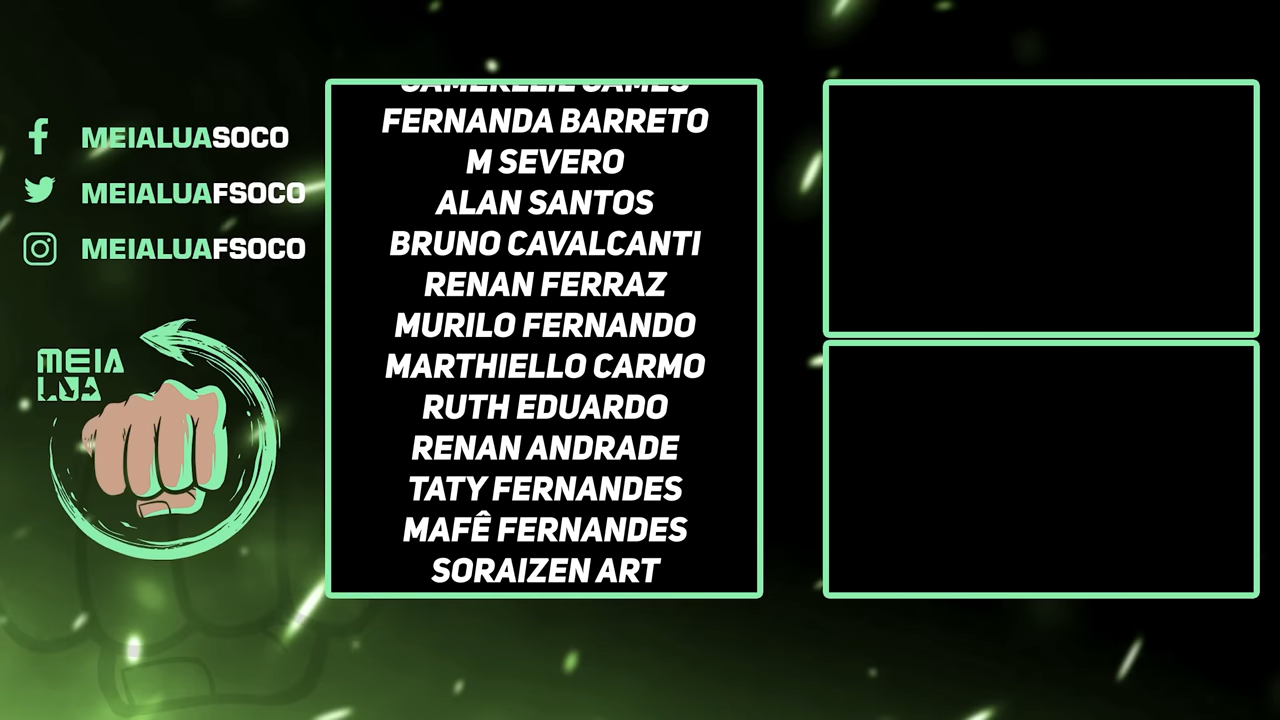 MEIALUASOCO
MEIALUAFSOCO
MEIALUAFSOCO
MEIA
LUA
FERNANDA BARRETO
M SEVERO
ALAN SANTOS
BRUNO CAVALCANTI
RENAN FERRAZ
MURILO FERNANDO
MARTHIELLO CARMO
RUTH EDUARDO
RENAN ANDRADE
TATY FERNANDES
MAFÊ FERNANDES
SORAIZEN ART